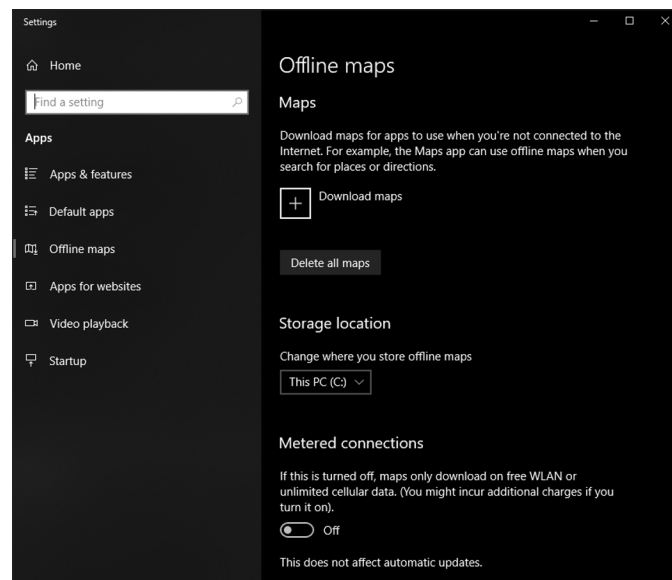 Settings
Home
Find a setting
Apps
Apps & features
Default apps
Offline maps
Apps for websites
Video playback
Startup
Offline maps
Maps
Download maps for apps to use when you're not connected to the
Internet. For example, the Maps app can use offline maps when you
search for places or directions.
Download maps
Delete all maps
Storage location
Change where you store offline maps
This PC (C:)
Metered connections
If this is turned off, maps only download on free WLAN or
unlimited cellular data. (You might incur additional charges if you
turn it on).
Off
This does not affect automatic updates.